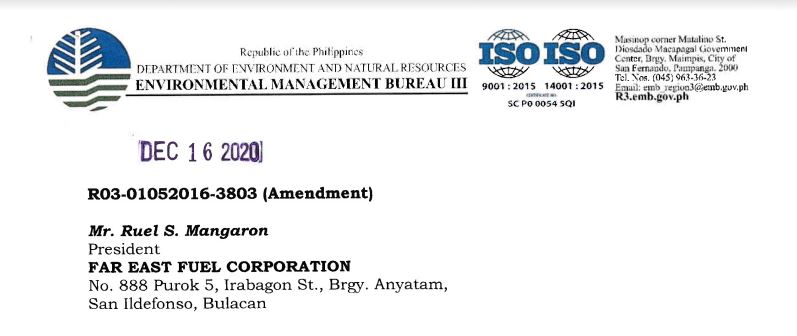 Republic of the Philippines
DEPARTMENT OF ENVIRONMENT AND NATURAL RESOURCES
ENVIRONMENTAL MANAGEMENT BUREAU III
ISO ISO
9001 : 2015 14001 : 2015
CERTIFICATE NO.
SC P0 0054 5QI
Masinop corner Matalino St.
Diosdado Macapagal Government
Center, Brgy. Maimpis, City of
San Fernando, Pampanga, 2000
Tel. Nos. (045) 963-36-23
Email: emb_region3@emb.gov.ph
R3.emb.gov.ph
DEC 16 2020
R03-01052016-3803 (Amendment)
Mr. Ruel S. Mangaron
President
FAR EAST FUEL CORPORATION
No. 888 Purok 5, Irabagon St., Brgy. Anyatam,
San Ildefonso, Bulacan